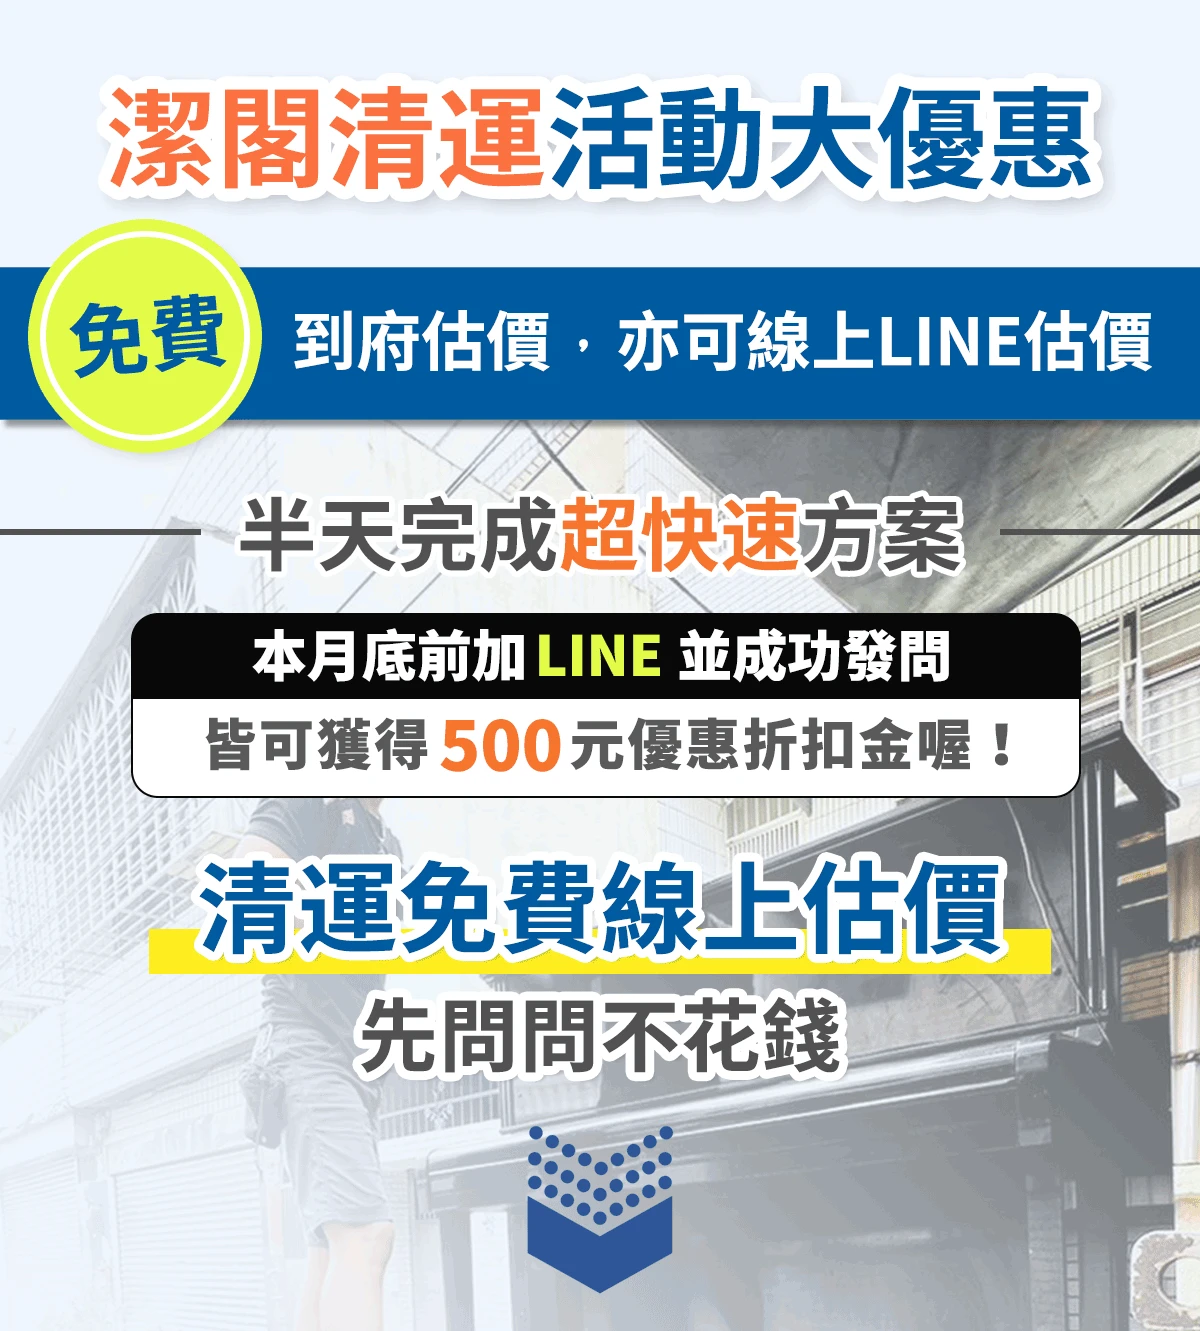 潔閣清運活動大優惠
免費
到府估價，亦可線上LINE估價
半天完成超快速方案
本月底前加 LINE 並成功發問
皆可獲得 500 元優惠折扣金喔！
清運免費線上估價
先問問不花錢